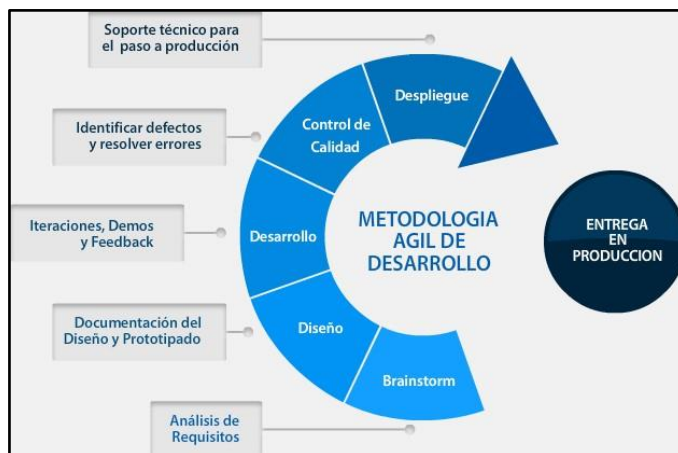 Soporte técnico para
el paso a producción
Despliegue
Identificar defectos
y resolver errores
Control de
Calidad
Iteraciones, Demos
y Feedback
Desarrollo
METODOLOGIA
AGIL DE
DESARROLLO
ENTREGA
EN
PRODUCCION
Documentación del
Diseño y Prototipado
Diseño
Brainstorm
Análisis de
Requisitos